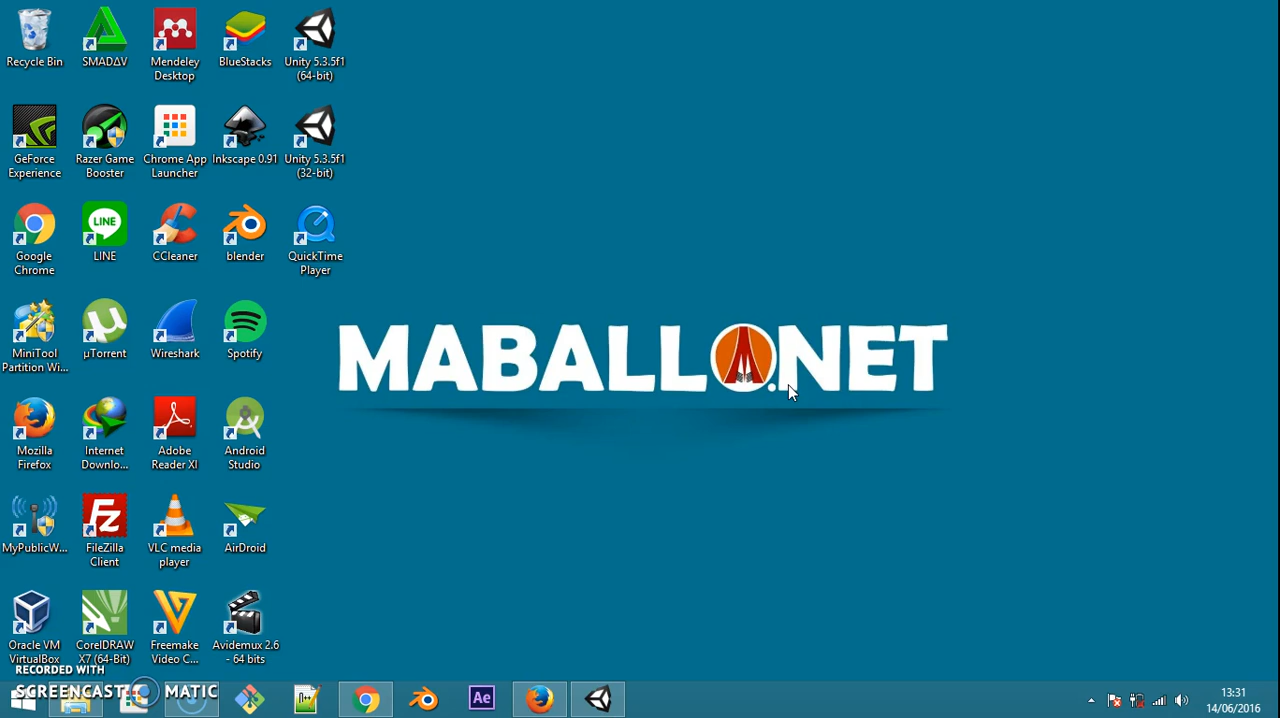 Recycle Bin
SMADΔV
Mendeley
Desktop
BlueStacks
Unity 5.3.5f1
(64-bit)
GeForce
Experience
Razer Game
Booster
Chrome App
Launcher
Inkscape 0.91
Unity 5.3.5f1
(32-bit)
Google
Chrome
LINE
LINE
CCleaner
blender
QuickTime
Player
MiniTool
Partition Wi...
µTorrent
Wireshark
Spotify
MABALLO.NET
Mozilla
Firefox
Internet
Downlo...
Adobe
Reader XI
Android
Studio
MyPublicW...
Fz
FileZilla
Client
VLC media
player
AirDroid
Oracle VM
VirtualBox
CorelDRAW
X7 (64-Bit)
Freemake
Video C...
Avidemux 2.6
- 64 bits
RECORDED WITH
SCREENCAST MATIC
Ae
13:31
14/06/2016